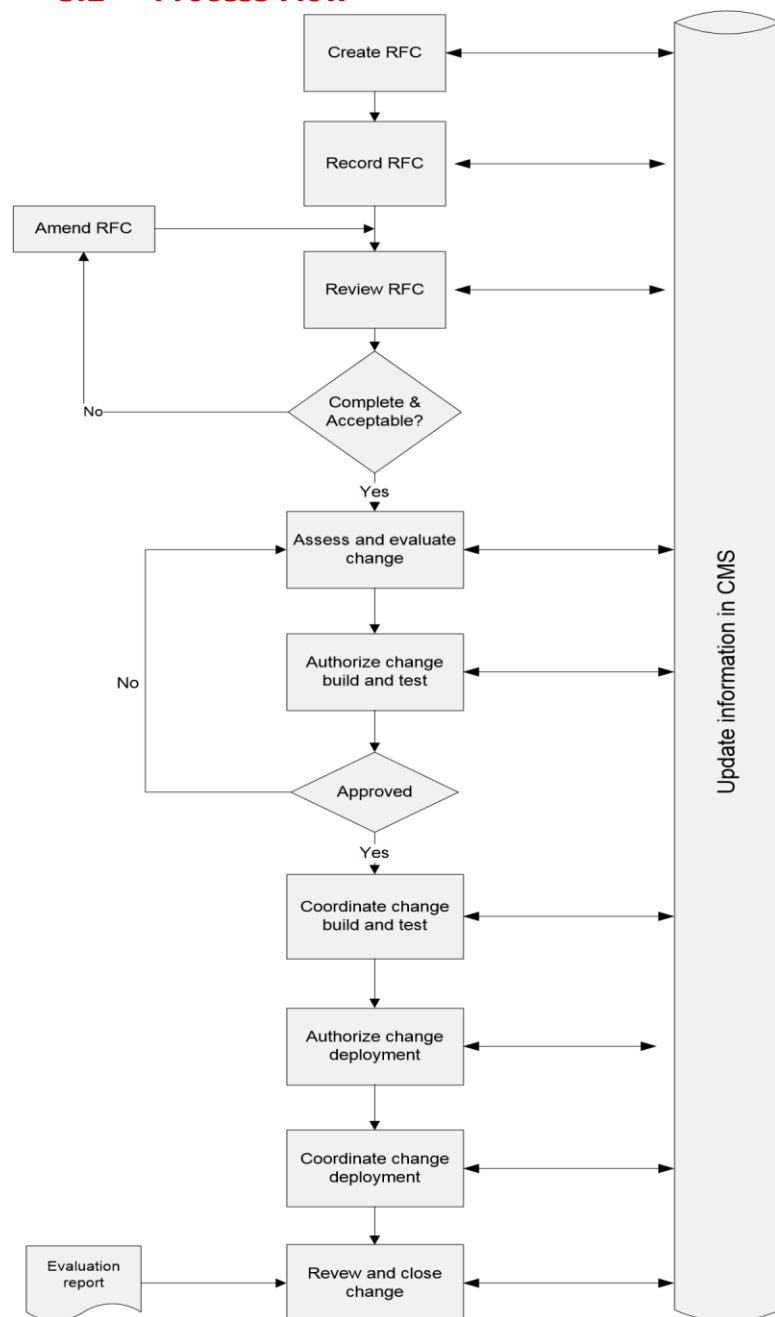 Create RFC
Record RFC
Amend RFC
Review RFC
Complete &
Acceptable?
No
Yes
Assess and evaluate
change
Authorize change
build and test
No
Approved
Yes
Coordinate change
build and test
Authorize change
deployment
Coordinate change
deployment
Evaluation
report
Revew and close
change
Update information in CMS